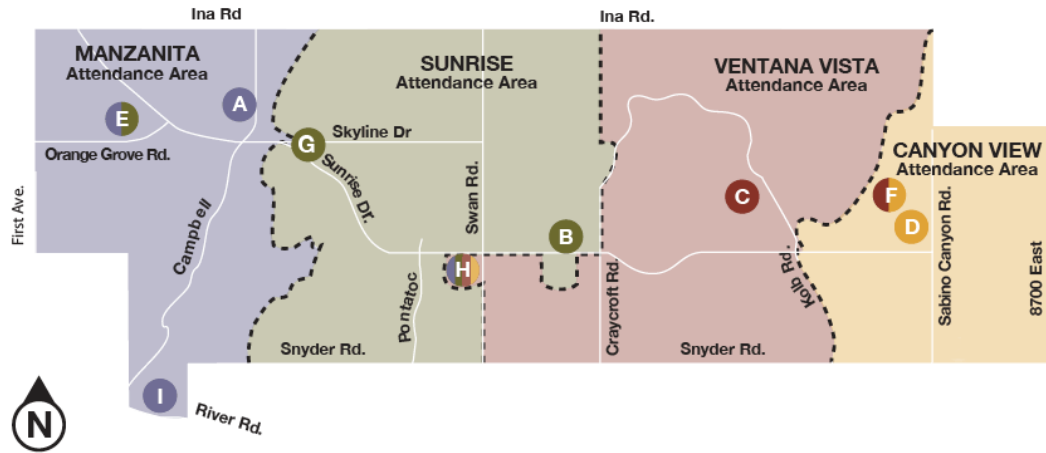 Ina Rd
Ina Rd.
MANZANITA
Attendance Area
SUNRISE
Attendance Area
VENTANA VISTA
Attendance Area
A
E
Skyline Dr
G
Orange Grove Rd.
CANYON VIEW
Attendance Area
Sunrise Dr.
Swan Rd.
C
F
D
First Ave.
Campbell
B
Sabino Canyon Rd.
8700 East
H
Pontatoc
Craycroft Rd.
Kolb Rd.
Snyder Rd.
Snyder Rd.
I
River Rd.
N